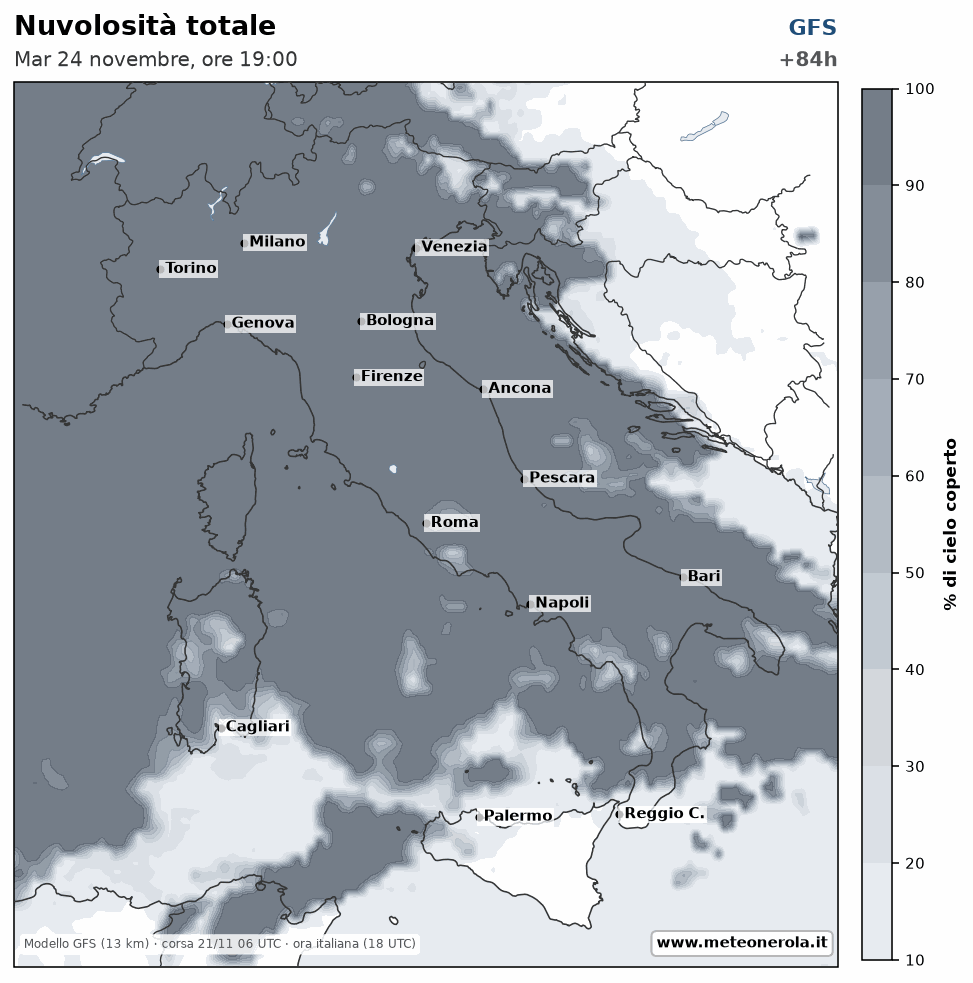 Nuvolosità totale
GFS
Mar 24 novembre, ore 19:00
+84h
100
90
80
70
60
50
40
30
20
10
% di cielo coperto
Milano
Venezia
Torino
Genova
Bologna
Firenze
Ancona
Pescara
Roma
Bari
Napoli
Cagliari
Palermo
Reggio C.
Modello GFS (13 km) · corsa 21/11 06 UTC · ora italiana (18 UTC)
www.meteonerola.it